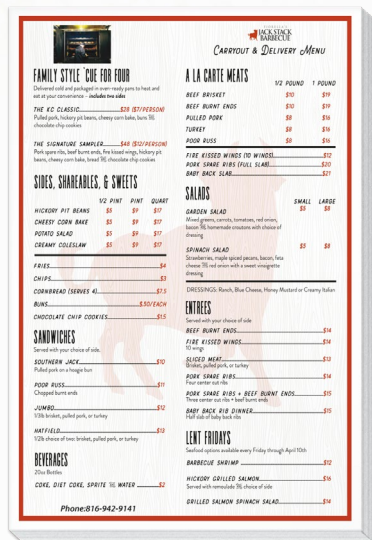 JACK STACK
BARBECUE
CARRYOUT & DELIVERY MENU
FAMILY STYLE 'CUE FOR FOUR
Delivered cold and packaged in oven-ready pans to heat and
eat at your convenience - includes two sides
THE KC CLASSIC $28 ($7/PERSON)
Pulled pork, hickory pit beans, cheesy corn bake, buns
chocolate chip cookies
THE SIGNATURE SAMPLER $48 ($12/PERSON)
Pork spare ribs, beef burnt ends, fire kissed wings, hickory pit
beans, cheesy corn bake, bread chocolate chip cookies
SIDES, SHAREABLES, & SWEETS
1/2 PINT PINT QUART
HICKORY PIT BEANS $5 $9 $17
CHEESY CORN BAKE $5 $9 $17
POTATO SALAD $5 $9 $17
CREAMY COLESLAW $5 $9 $17
FRIES $4
CHIPS $3
CORNBREAD (SERVES 4) $7.5
BUNS $.50/EACH
CHOCOLATE CHIP COOKIES $1.5
SANDWICHES
Served with your choice of side.
SOUTHERN JACK $10
Pulled pork on a hoagie bun
POOR RUSS $11
Chopped burnt ends
JUMBO $12
1/3lb brisket, pulled pork, or turkey
HATFIELD $13
1/2lb choice of two: brisket, pulled pork, or turkey
BEVERAGES
20oz Bottles
COKE, DIET COKE, SPRITE WATER $2
Phone:816-942-9141
A LA CARTE MEATS
1/2 POUND 1 POUND
BEEF BRISKET $10 $19
BEEF BURNT ENDS $10 $19
PULLED PORK $8 $16
TURKEY $8 $16
POOR RUSS $8 $16
FIRE KISSED WINGS (10 WINGS) $12
PORK SPARE RIBS (FULL SLAB) $20
BABY BACK SLAB $21
SALADS
SMALL LARGE
GARDEN SALAD $5 $8
Mixed greens, carrots, tomatoes, red onion,
bacon homemade croutons with choice of
dressing
SPINACH SALAD $5 $8
Strawberries, maple spiced pecans, bacon, feta
cheese red onion with a sweet vinaigrette
dressing
DRESSINGS: Ranch, Blue Cheese, Honey Mustard or Creamy Italian
ENTREES
Served with your choice of side
BEEF BURNT ENDS $14
FIRE KISSED WINGS $14
10 wings
SLICED MEAT $13
Brisket, pulled pork, or turkey
PORK SPARE RIBS $14
Four center cut ribs
PORK SPARE RIBS + BEEF BURNT ENDS $15
Three center cut ribs + beef burnt ends
BABY BACK RIB DINNER $15
Half slab of baby back ribs
LENT FRIDAYS
Seafood options available every Friday through April 10th
BARBECUE SHRIMP $12
HICKORY GRILLED SALMON $16
Served with remoulade choice of side
GRILLED SALMON SPINACH SALAD $14